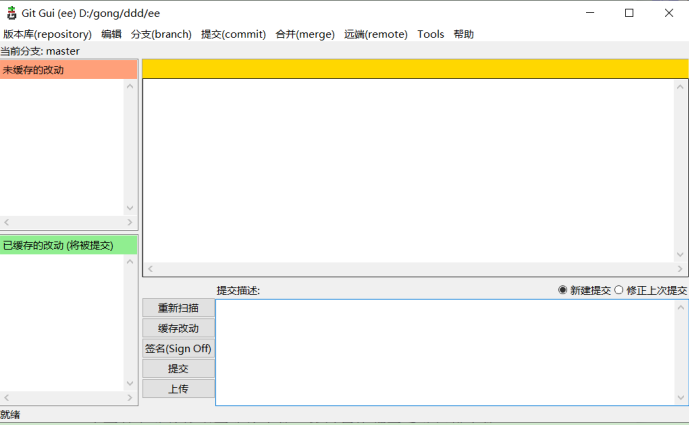 Git Gui (ee) D:/gong/ddd/ee
版本库(repository) 编辑 分支(branch) 提交(commit) 合并(merge) 远端(remote) Tools 帮助
当前分支: master
未缓存的改动
已缓存的改动 (将被提交)
提交描述: 新建提交 修正上次提交
重新扫描
缓存改动
签名(Sign Off)
提交
上传
就绪